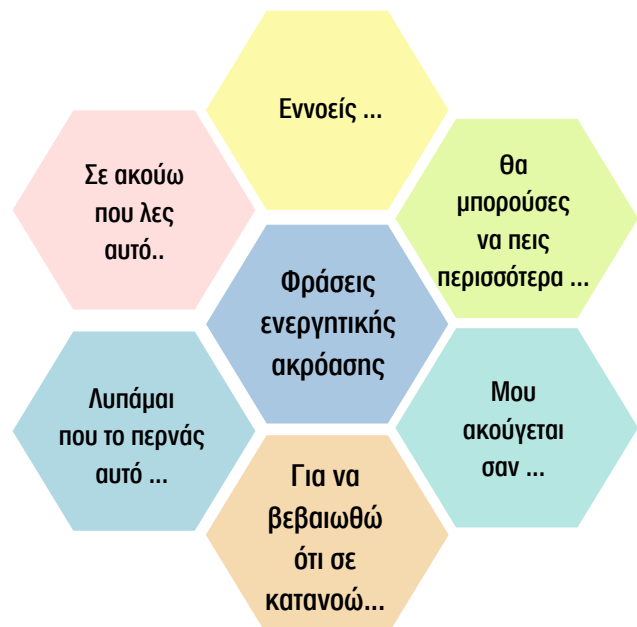 Εννοείς ...
Σε ακούω
που λες
αυτό..
Θα
μπορούσες
να πεις
περισσότερα ...
Φράσεις
ενεργητικής
ακρόασης
Λυπάμαι
που το περνάς
αυτό ...
Μου
ακούγεται
σαν ...
Για να
βεβαιωθώ
ότι σε
κατανοώ...